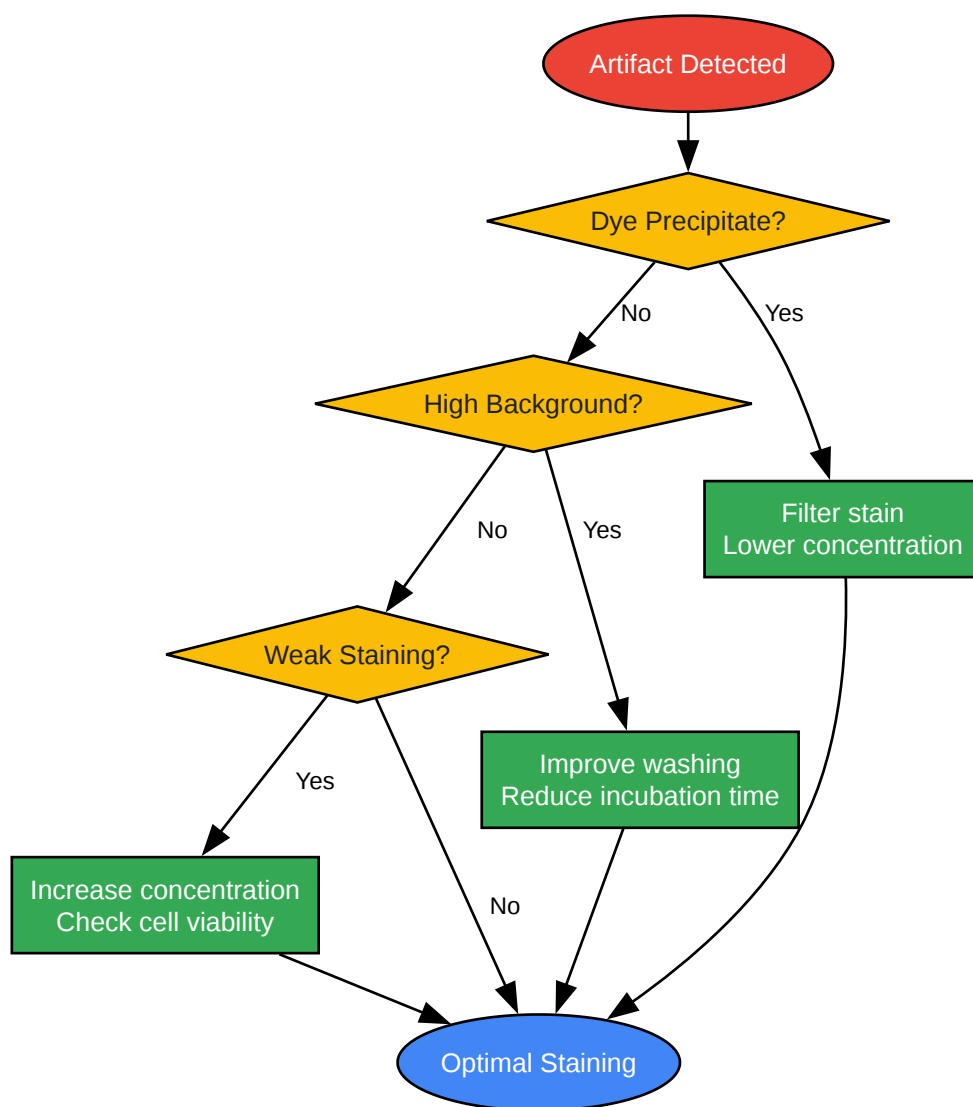 Artifact Detected
Dye Precipitate?
No
Yes
High Background?
No
Yes
Filter stain
Lower concentration
Weak Staining?
Yes
Improve washing
Reduce incubation time
Increase concentration
Check cell viability
No
Optimal Staining